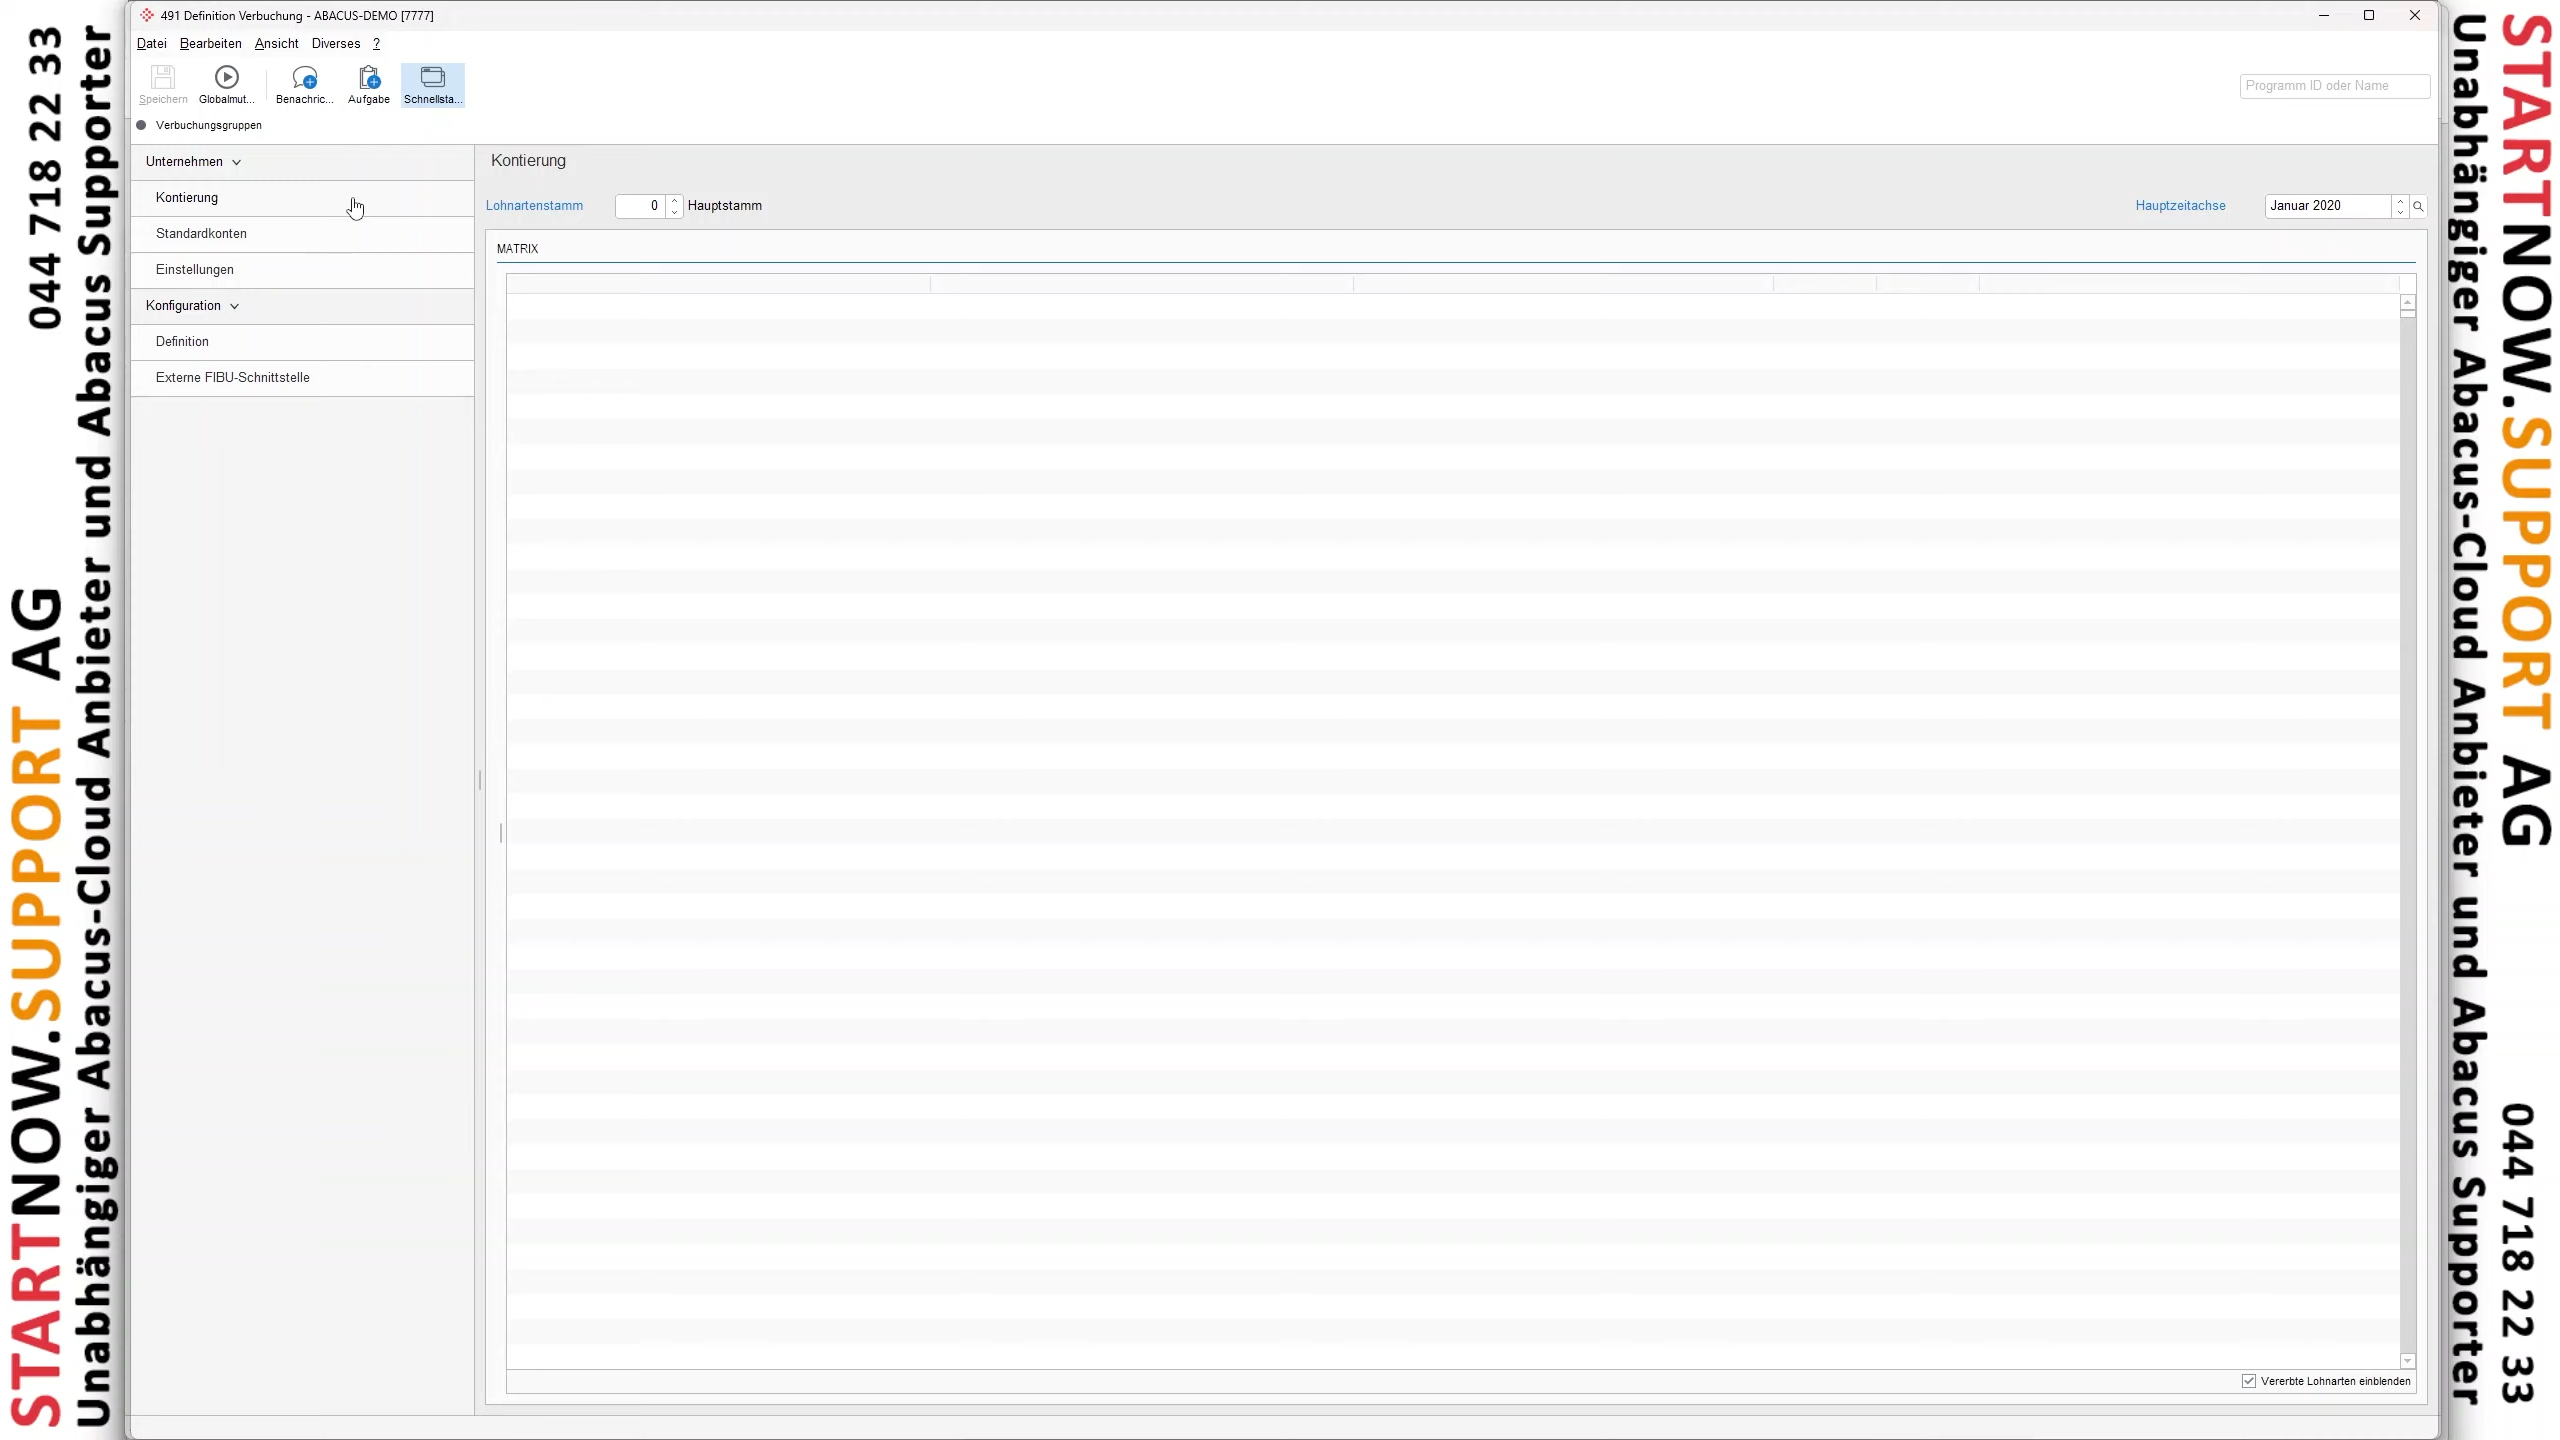 STARTNOW.SUPPORT AG 044 718 22 33
Unabhängiger Abacus-Cloud Anbieter und Abacus Supporter
491 Definition Verbuchung - ABACUS-DEMO [7777]
Datei Bearbeiten Ansicht Diverses ?
Speichern Globalmut... Benachric... Aufgabe Schnellsta...
Programm ID oder Name
Verbuchungsgruppen
Unternehmen
Kontierung
Standardkonten
Einstellungen
Konfiguration
Definition
Externe FIBU-Schnittstelle
Kontierung
Lohnartenstamm 0 Hauptstamm Hauptzeitachse Januar 2020
MATRIX
Vererbte Lohnarten einblenden
STARTNOW.SUPPORT AG 044 718 22 33
Unabhängiger Abacus-Cloud Anbieter und Abacus Supporter